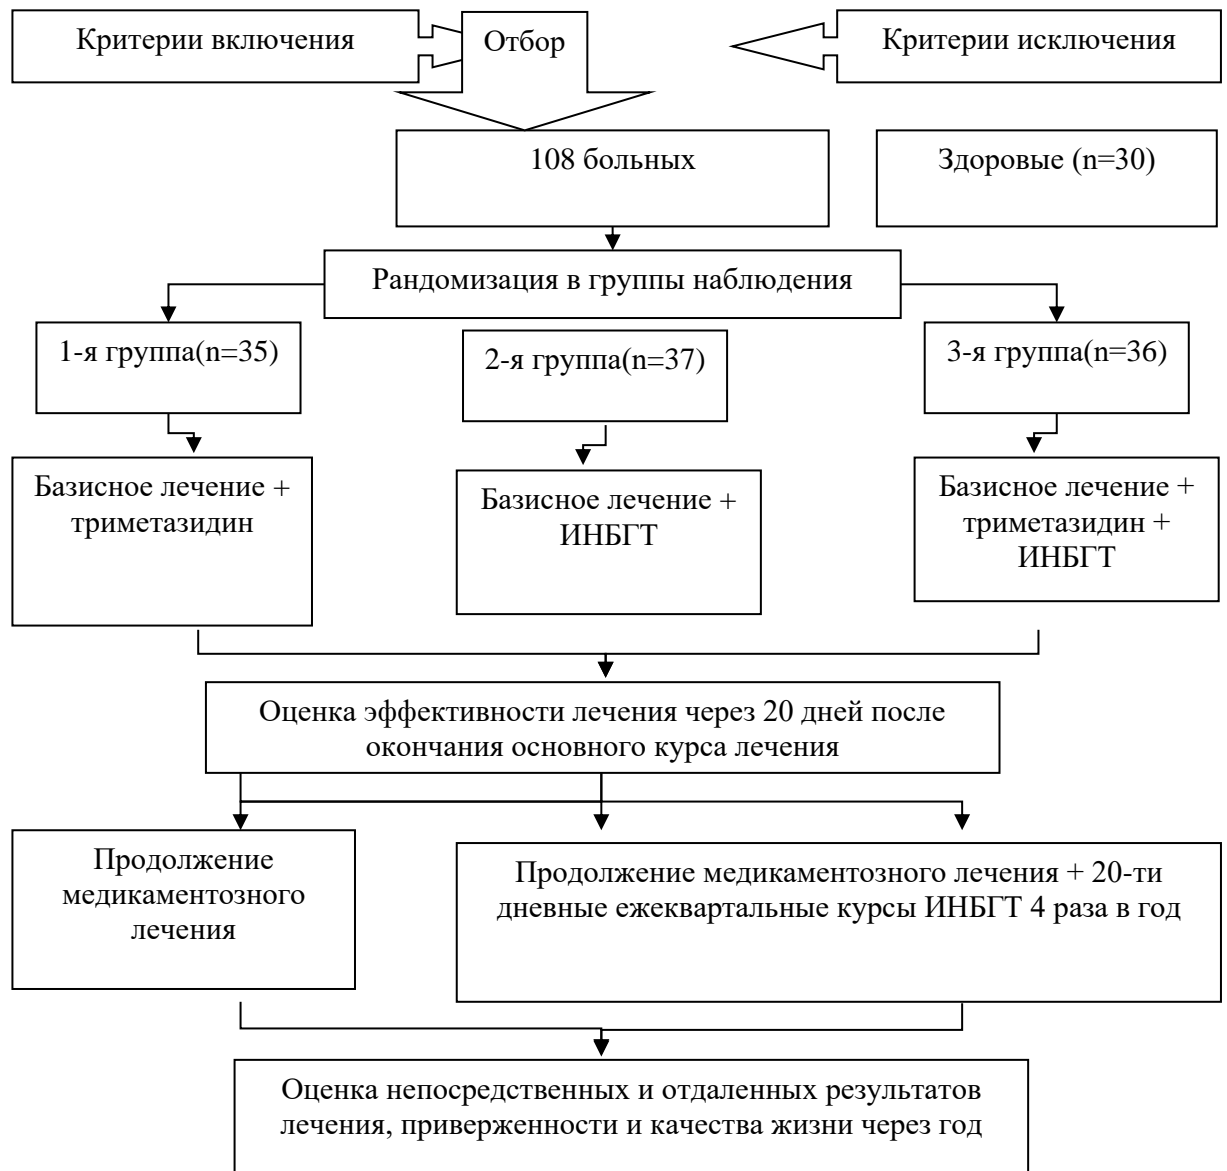 Критерии включения
Отбор
Критерии исключения
108 больных
Здоровые (n=30)
Рандомизация в группы наблюдения
1-я группа(n=35)
2-я группа(n=37)
3-я группа(n=36)
Базисное лечение +
триметазидин
Базисное лечение +
ИНБГТ
Базисное лечение +
триметазидин +
ИНБГТ
Оценка эффективности лечения через 20 дней после
окончания основного курса лечения
Продолжение
медикаментозного
лечения
Продолжение медикаментозного лечения + 20-ти
дневные ежеквартальные курсы ИНБГТ 4 раза в год
Оценка непосредственных и отдаленных результатов
лечения, приверженности и качества жизни через год